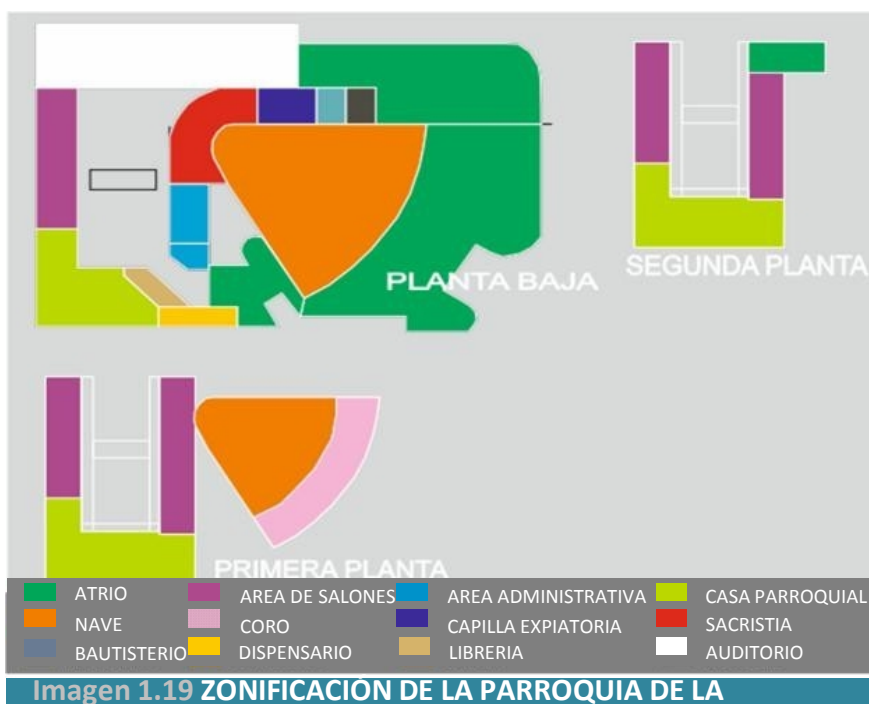 PLANTA BAJA
SEGUNDA PLANTA
PRIMERA PLANTA
ATRIO AREA DE SALONES AREA ADMINISTRATIVA CASA PARROQUIAL
NAVE CORO CAPILLA EXPIATORIA SACRISTIA
BAUTISTERIO DISPENSARIO LIBRERIA AUDITORIO
Imagen 1.19 ZONIFICACIÓN DE LA PARROQUIA DE LA